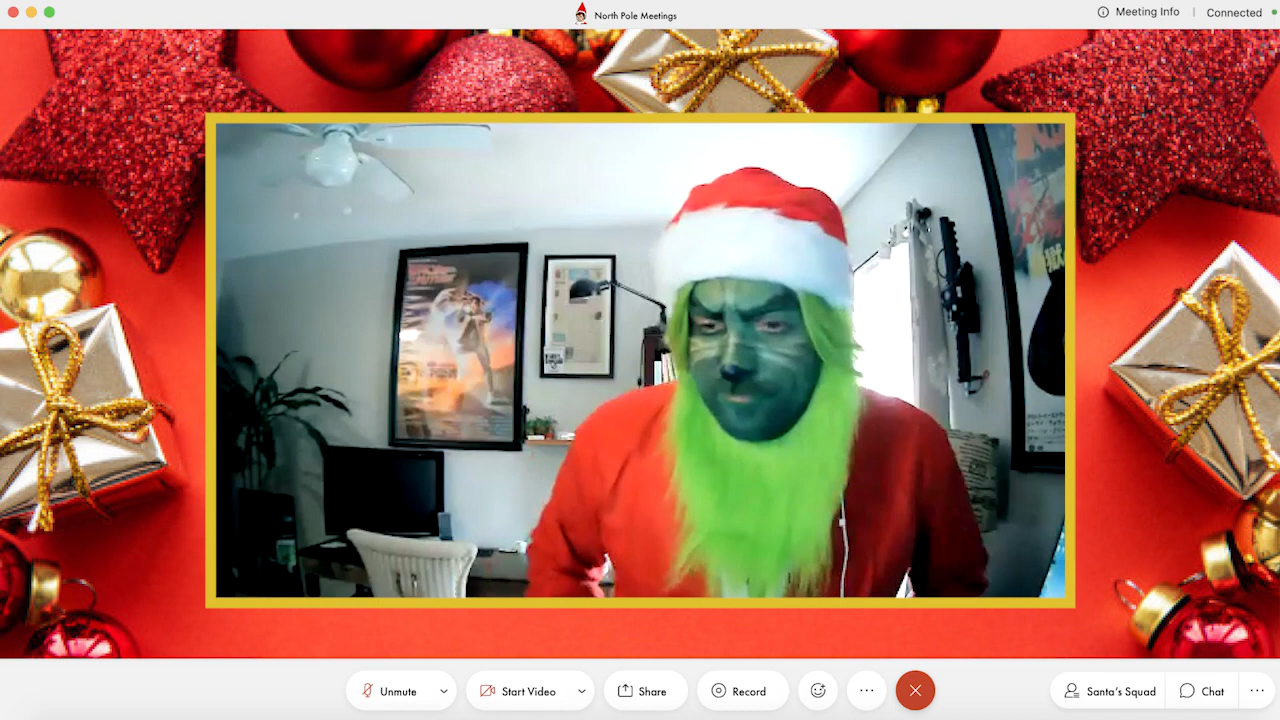 North Pole Meetings
Meeting Info
Connected
Unmute
Start Video
Share
Record
Santa's Squad
Chat